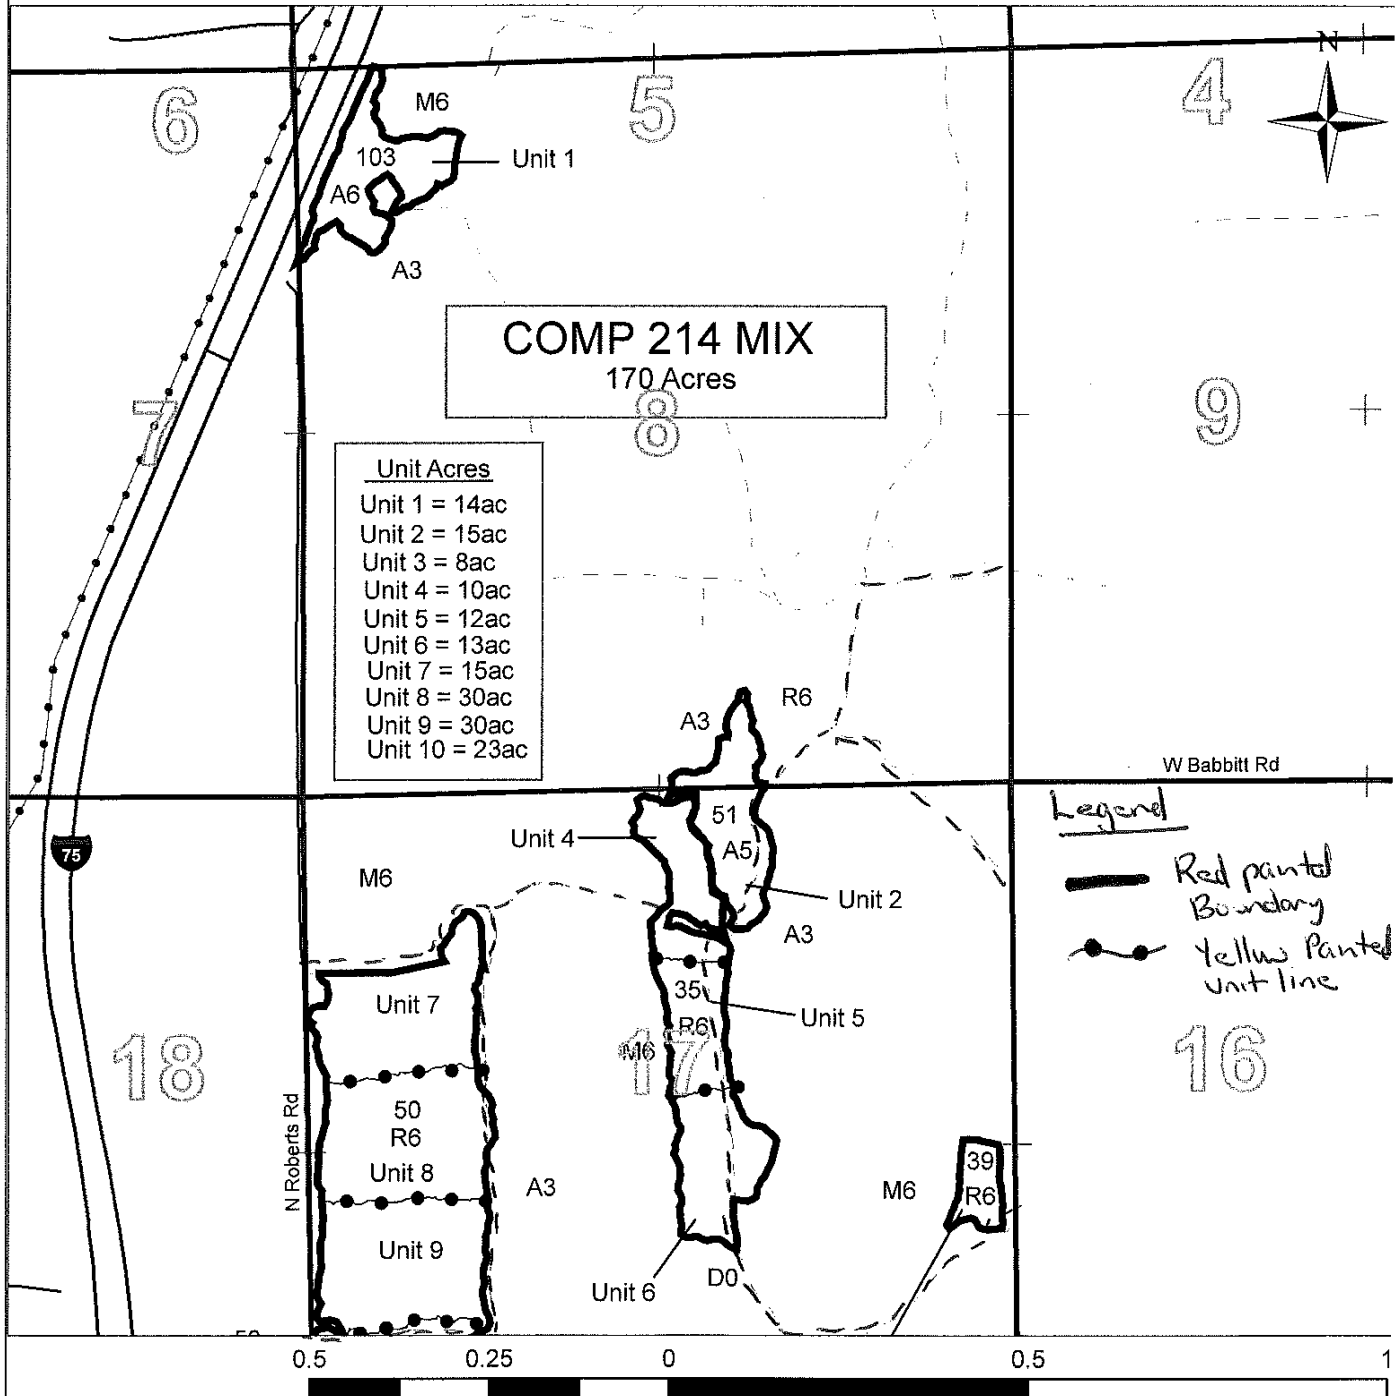 N
6
5
4
M6
103
Unit 1
A6
A3
COMP 214 MIX
170 Acres
7
8
9
Unit Acres
Unit 1 = 14ac
Unit 2 = 15ac
Unit 3 = 8ac
Unit 4 = 10ac
Unit 5 = 12ac
Unit 6 = 13ac
Unit 7 = 15ac
Unit 8 = 30ac
Unit 9 = 30ac
Unit 10 = 23ac
R6
A3
W Babbitt Rd
Legend
51
Unit 4
75
A5
Red painted
Boundary
M6
Unit 2
A3
Yellow Painted
Unit line
35
Unit 7
Unit 5
R6
M6
18
17
16
50
R6
N Roberts Rd
Unit 8
39
A3
M6
R6
Unit 9
D0
Unit 6
0.5 0.25 0 0.5 1